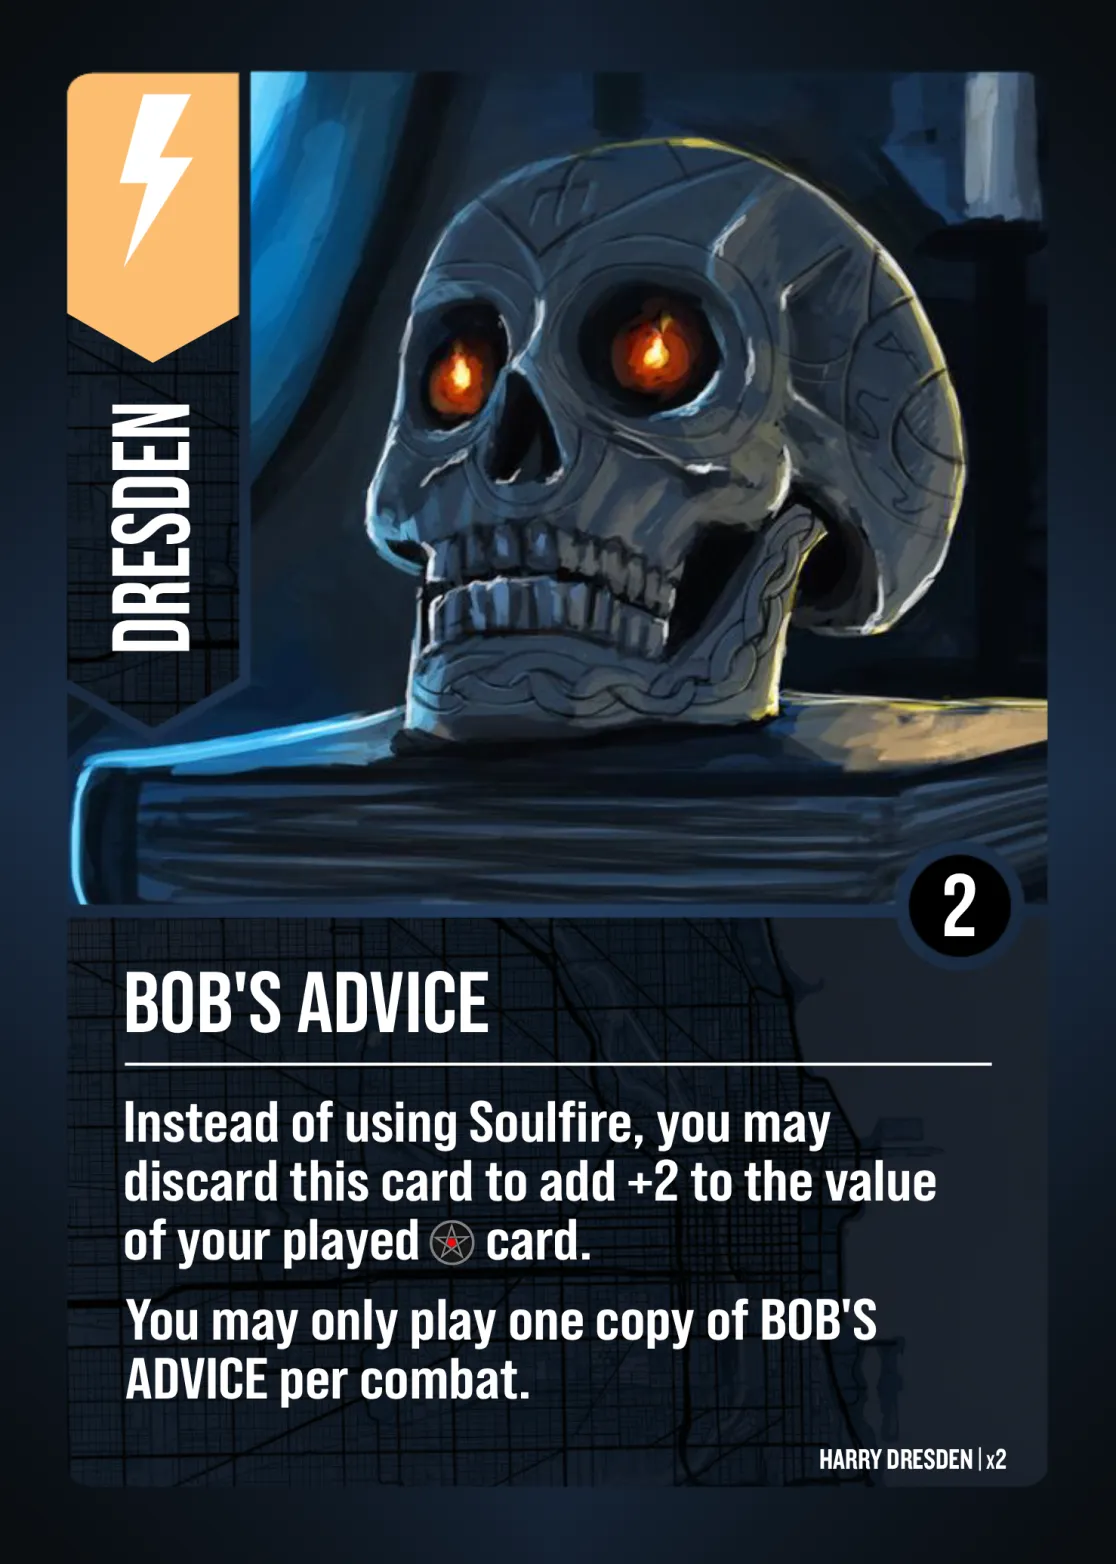 DRESDEN
2
BOB'S ADVICE
Instead of using Soulfire, you may
discard this card to add +2 to the value
of your played card.
You may only play one copy of BOB'S
ADVICE per combat.
HARRY DRESDEN | x2